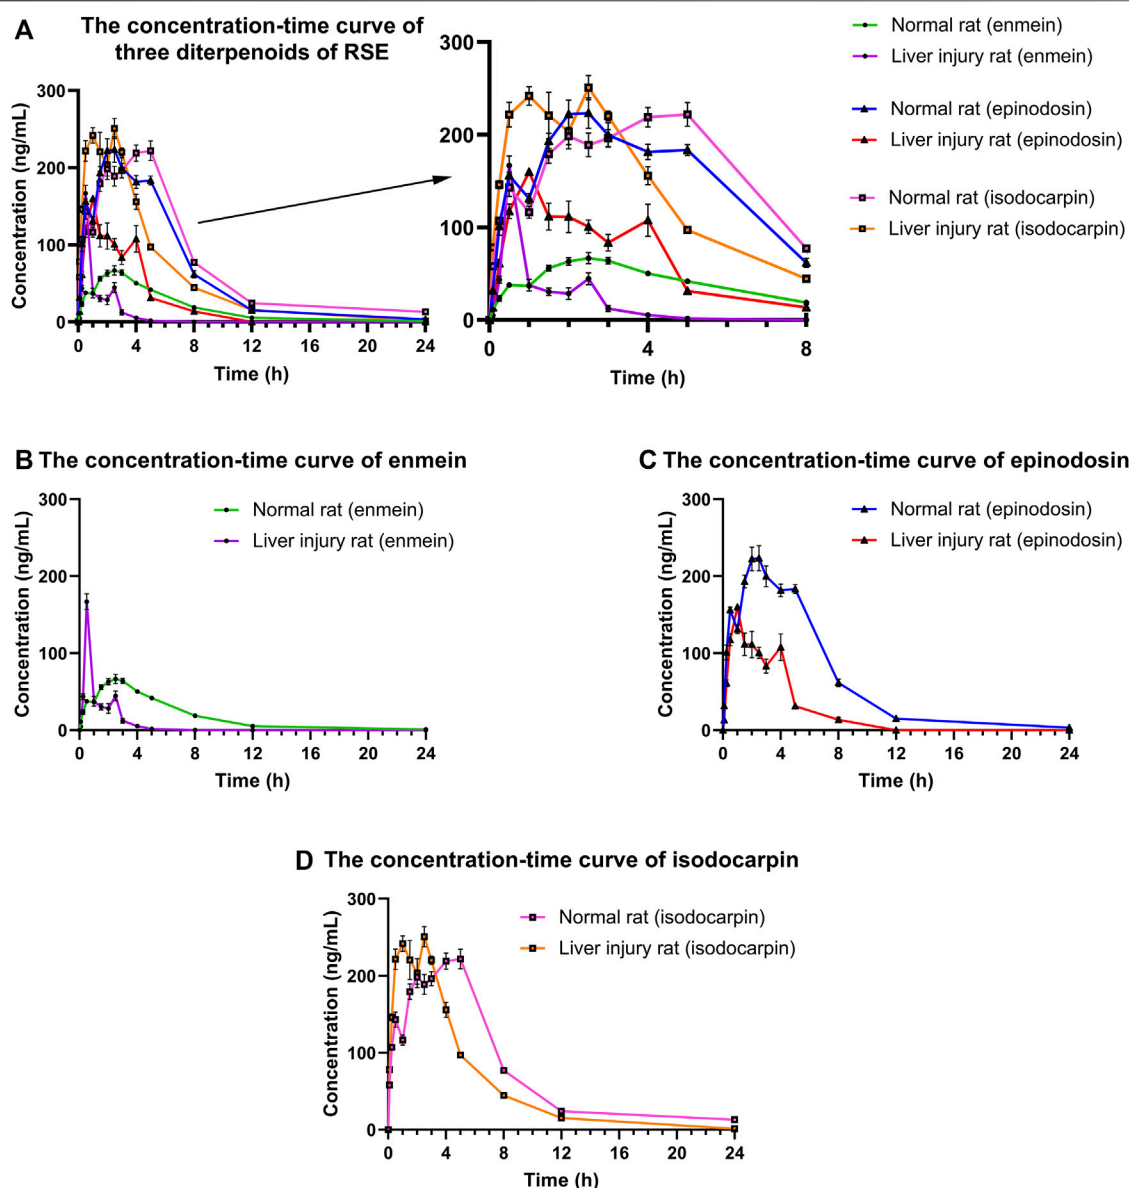 A
The concentration-time curve of
three diterpenoids of RSE
Concentration (ng/mL)
300
200
100
0
0 4 8 12 16 20 24
Time (h)
300
200
100
0
0 4 8
Time (h)
Normal rat (enmein)
Liver injury rat (enmein)
Normal rat (epinodosin)
Liver injury rat (epinodosin)
Normal rat (isodocarpin)
Liver injury rat (isodocarpin)
B The concentration-time curve of enmein
Concentration (ng/mL)
300
200
100
0
0 4 8 12 16 20 24
Time (h)
Normal rat (enmein)
Liver injury rat (enmein)
C The concentration-time curve of epinodosin
Concentration (ng/mL)
300
200
100
0
0 4 8 12 16 20 24
Time (h)
Normal rat (epinodosin)
Liver injury rat (epinodosin)
D The concentration-time curve of isodocarpin
Concentration (ng/mL)
300
200
100
0
0 4 8 12 16 20 24
Time (h)
Normal rat (isodocarpin)
Liver injury rat (isodocarpin)